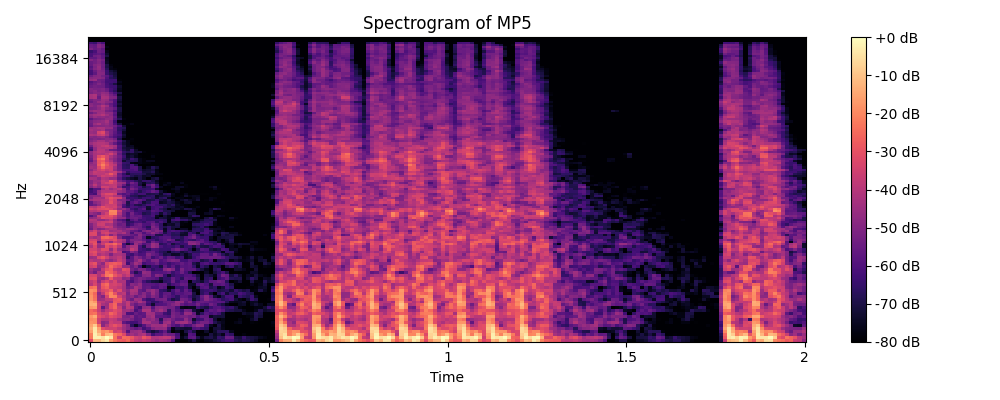 Spectrogram of MP5
16384
8192
4096
2048
1024
512
0
Hz
0
0.5
1
1.5
2
Time
+0 dB
-10 dB
-20 dB
-30 dB
-40 dB
-50 dB
-60 dB
-70 dB
-80 dB